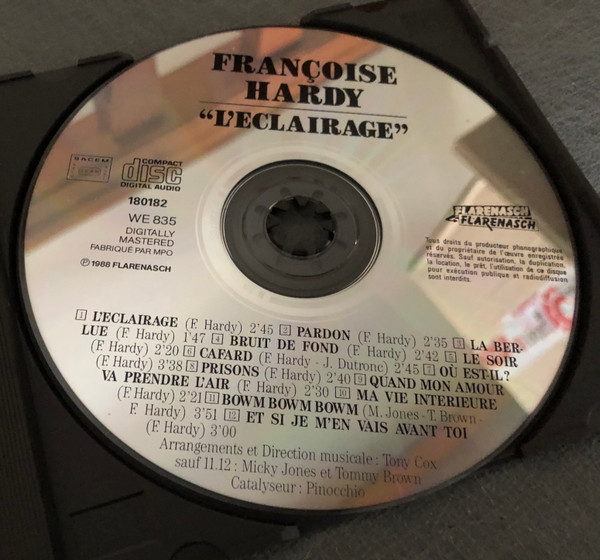 FRANÇOISE
HARDY
“L'ECLAIRAGE”
SACEM
COMPACT
disc
DIGITAL AUDIO
180182
WE 835
DIGITALLY
MASTERED
FABRIQUÉ PAR MPO
℗ 1988 FLARENASCH
FLARENASCH
FLARENASCH
Tous droits du producteur phonographique
et du propriétaire de l'œuvre enregistrée
réservés. Sauf autorisation, la duplication,
la location, le prêt, l'utilisation de ce disque
pour exécution publique et radiodiffusion
sont interdits.
1 L'ECLAIRAGE (F. Hardy) 2'45 2 PARDON (F. Hardy) 2'35 3 LA BER-
LUE (F. Hardy) 1'47 4 BRUIT DE FOND (F. Hardy) 2'42 5 LE SOIR
(F. Hardy) 2'20 6 CAFARD (F. Hardy - J. Dutronc) 2'45 7 OÙ EST-IL?
(F. Hardy) 3'38 8 PRISONS (F. Hardy) 2'40 9 QUAND MON AMOUR
VA PRENDRE L'AIR (F. Hardy) 2'30 10 MA VIE INTERIEURE
(F. Hardy) 2'21 11 BOWM BOWM BOWM (M. Jones - T. Brown -
F. Hardy) 3'51 12 ET SI JE M'EN VAIS AVANT TOI
(F. Hardy) 3'00
Arrangements et Direction musicale : Tony Cox
sauf 11.12 : Micky Jones et Tommy Brown
Catalyseur : Pinocchio